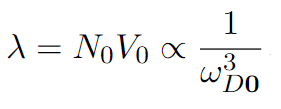 λ = N₀V₀ ∝ 1/ω³_D𝟎